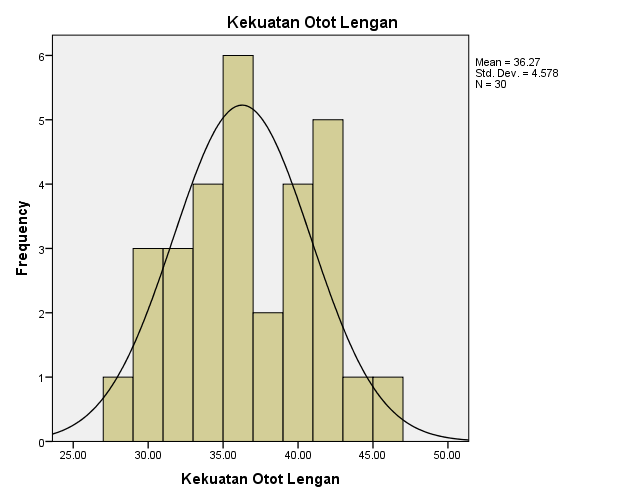 Kekuatan Otot Lengan
Mean = 36.27
Std. Dev. = 4.578
N = 30
Frequency
6
5
4
3
2
1
0
25.00 30.00 35.00 40.00 45.00 50.00
Kekuatan Otot Lengan